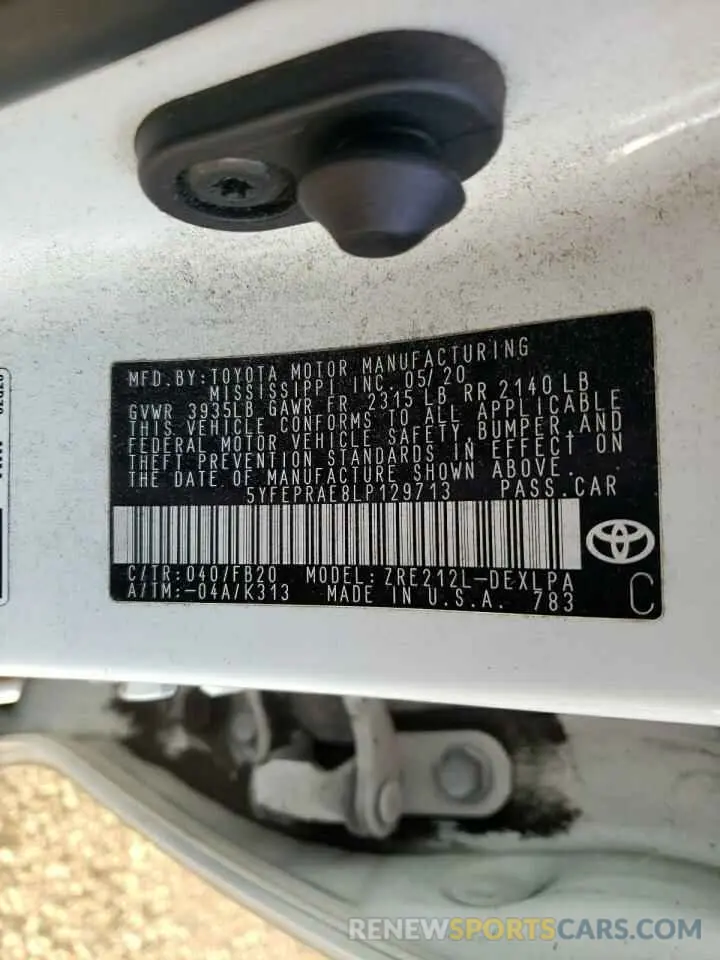 MFD.BY:TOYOTA MOTOR MANUFACTURING
MISSISSIPPI INC. 05/20
GVWR 3935LB GAWR FR 2315 LB RR 2140 LB
THIS VEHICLE CONFORMS TO ALL APPLICABLE
FEDERAL MOTOR VEHICLE SAFETY,BUMPER,AND
THEFT PREVENTION STANDARDS IN EFFECT ON
THE DATE OF MANUFACTURE SHOWN ABOVE.
5YFEPRAE8LP129713 PASS.CAR
C/TR:040/FB20 MODEL:ZRE212L-DEXLPA
A/TM:-04A/K313 MADE IN U.S.A. 783 C
RENEWSPORTSCARS.COM